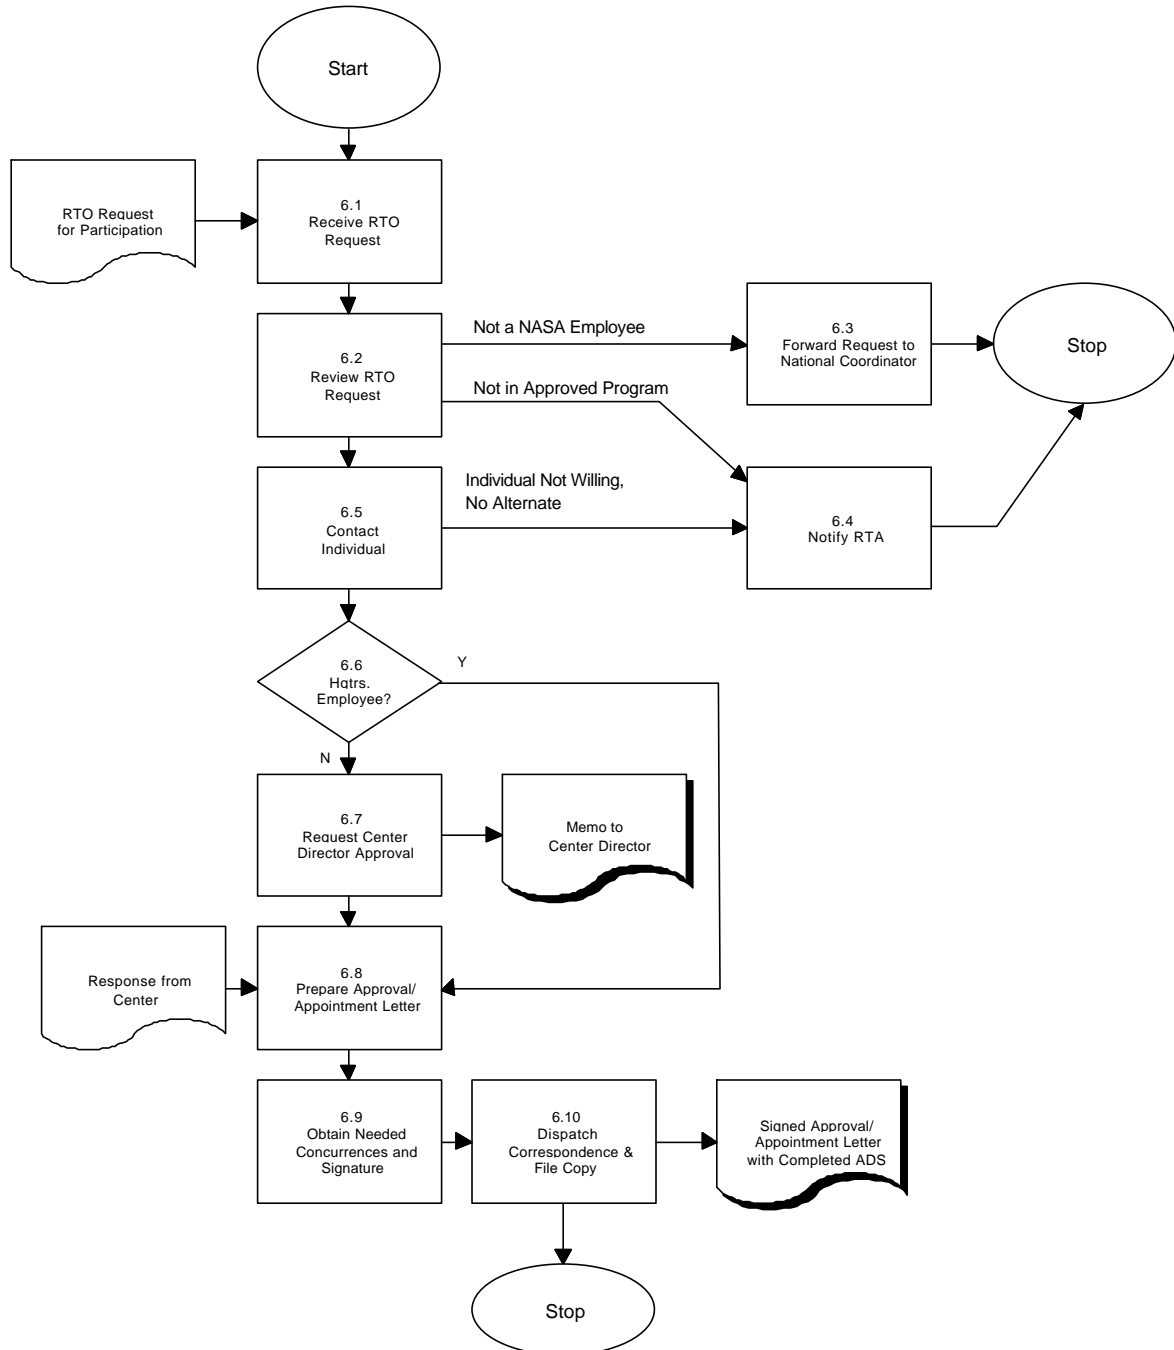 Start
RTO Request
for Participation
6.1
Receive RTO
Request
6.2
Review RTO
Request
Not a NASA Employee
6.3
Forward Request to
National Coordinator
Stop
Not in Approved Program
6.5
Contact
Individual
Individual Not Willing,
No Alternate
6.4
Notify RTA
6.6
Hqtrs.
Employee?
Y
N
6.7
Request Center
Director Approval
Memo to
Center Director
Response from
Center
6.8
Prepare Approval/
Appointment Letter
6.9
Obtain Needed
Concurrences and
Signature
6.10
Dispatch
Correspondence &
File Copy
Signed Approval/
Appointment Letter
with Completed ADS
Stop